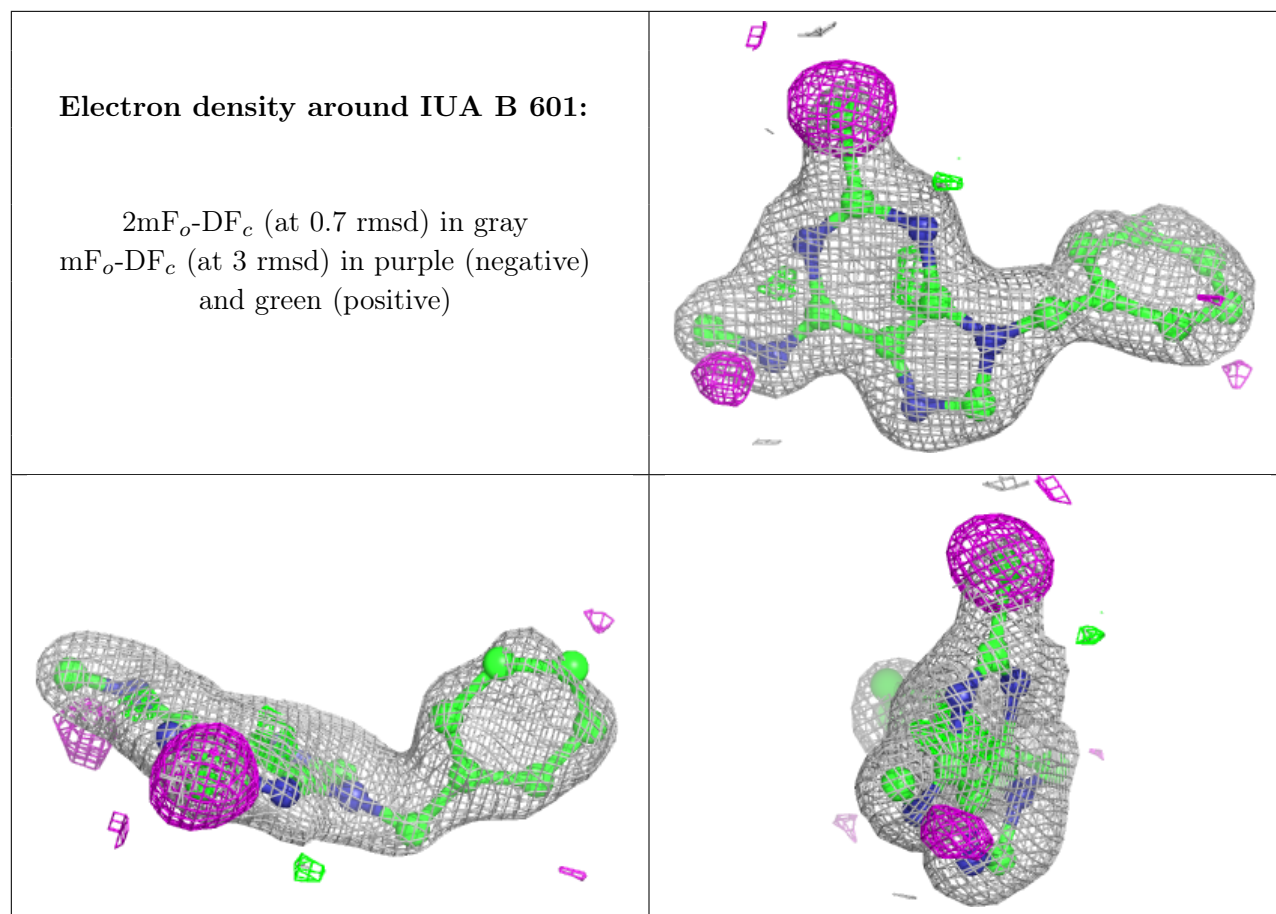 Electron density around IUA B 601:
2mFo-DFc (at 0.7 rmsd) in gray
mFo-DFc (at 3 rmsd) in purple (negative)
and green (positive)